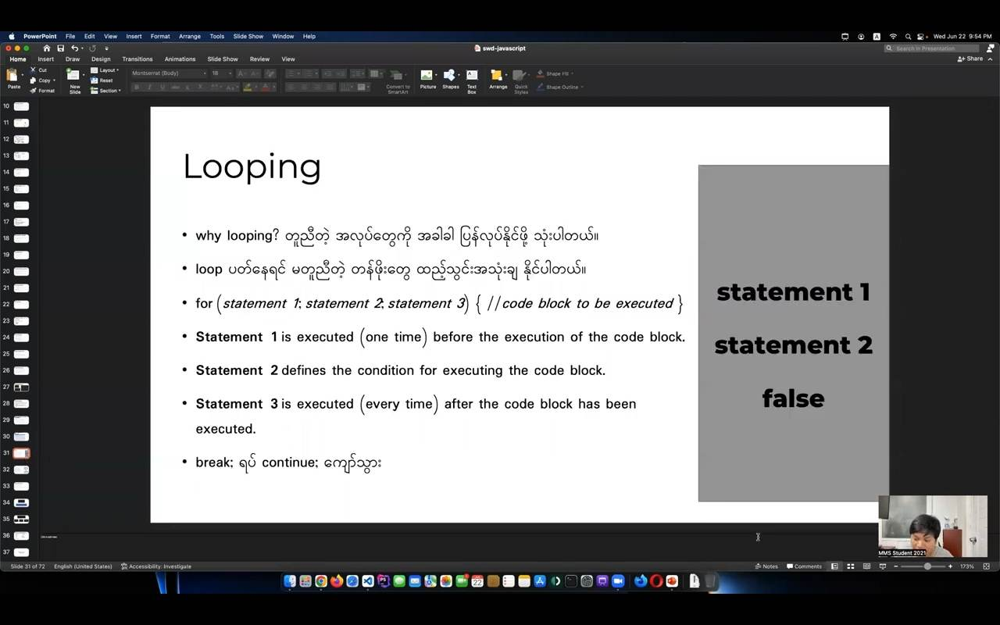 PowerPoint File Edit View Insert Format Arrange Tools Slide Show Window Help
Wed Jun 22 9:54 PM
swd-javascript
Search in Presentation
Home Insert Draw Design Transitions Animations Slide Show Review View
Share
Paste
Cut
Copy
Format
New Slide
Layout
Reset
Section
Montserrat (Body)
18
Convert to SmartArt
Picture
Shapes
Text Box
Arrange
Quick Styles
Shape Fill
Shape Outline
10
11
12
13
14
15
16
17
18
19
20
21
22
23
24
25
26
27
28
29
30
31
32
33
34
35
36
37
Looping
• why looping? တူညီတဲ့ အလုပ်တွေကို အခါခါ ပြန်လုပ်နိုင်ဖို့ သုံးပါတယ်။
• loop ပတ်နေရင် မတူညီတဲ့ တန်ဖိုးတွေ ထည့်သွင်းအသုံးချ နိုင်ပါတယ်။
• for (statement 1; statement 2; statement 3) { //code block to be executed }
• Statement 1 is executed (one time) before the execution of the code block.
• Statement 2 defines the condition for executing the code block.
• Statement 3 is executed (every time) after the code block has been
executed.
• break; ရပ် continue; ကျော်သွား
statement 1
statement 2
false
MMS Student 2021
Slide 31 of 72
English (United States)
Accessibility: Investigate
Notes
Comments
173%
22